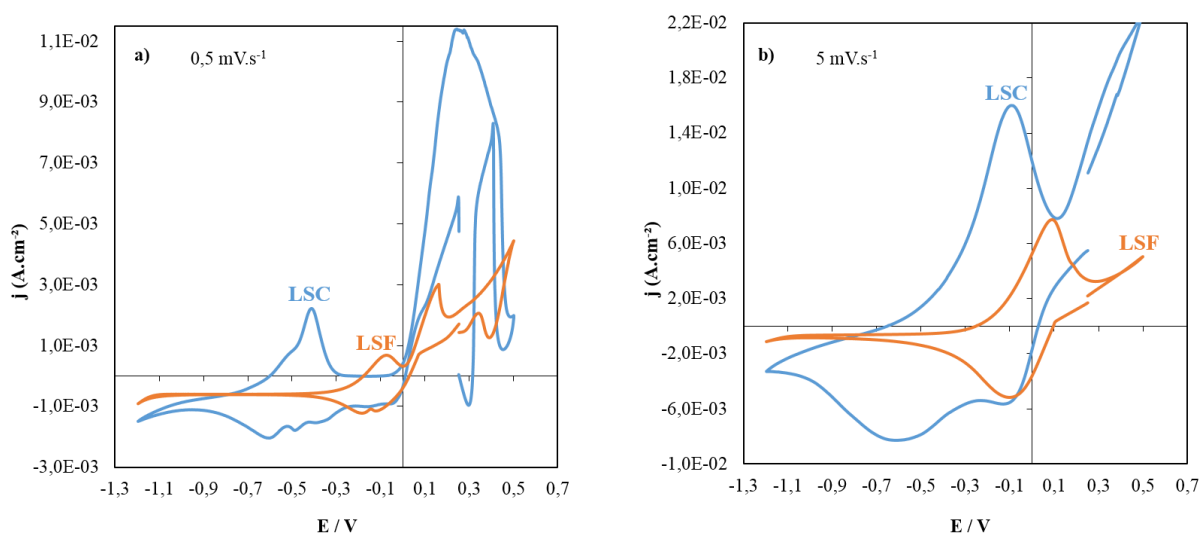 a)
0,5 mV.s⁻¹
1,1E-02
9,0E-03
7,0E-03
5,0E-03
3,0E-03
1,0E-03
-1,0E-03
-3,0E-03
j (A.cm⁻²)
LSC
LSF
-1,3 -1,1 -0,9 -0,7 -0,5 -0,3 -0,1 0,1 0,3 0,5 0,7
E / V
b)
5 mV.s⁻¹
2,2E-02
1,8E-02
1,4E-02
1,0E-02
6,0E-03
2,0E-03
-2,0E-03
-6,0E-03
-1,0E-02
j (A.cm⁻²)
LSC
LSF
-1,3 -1,1 -0,9 -0,7 -0,5 -0,3 -0,1 0,1 0,3 0,5 0,7
E / V